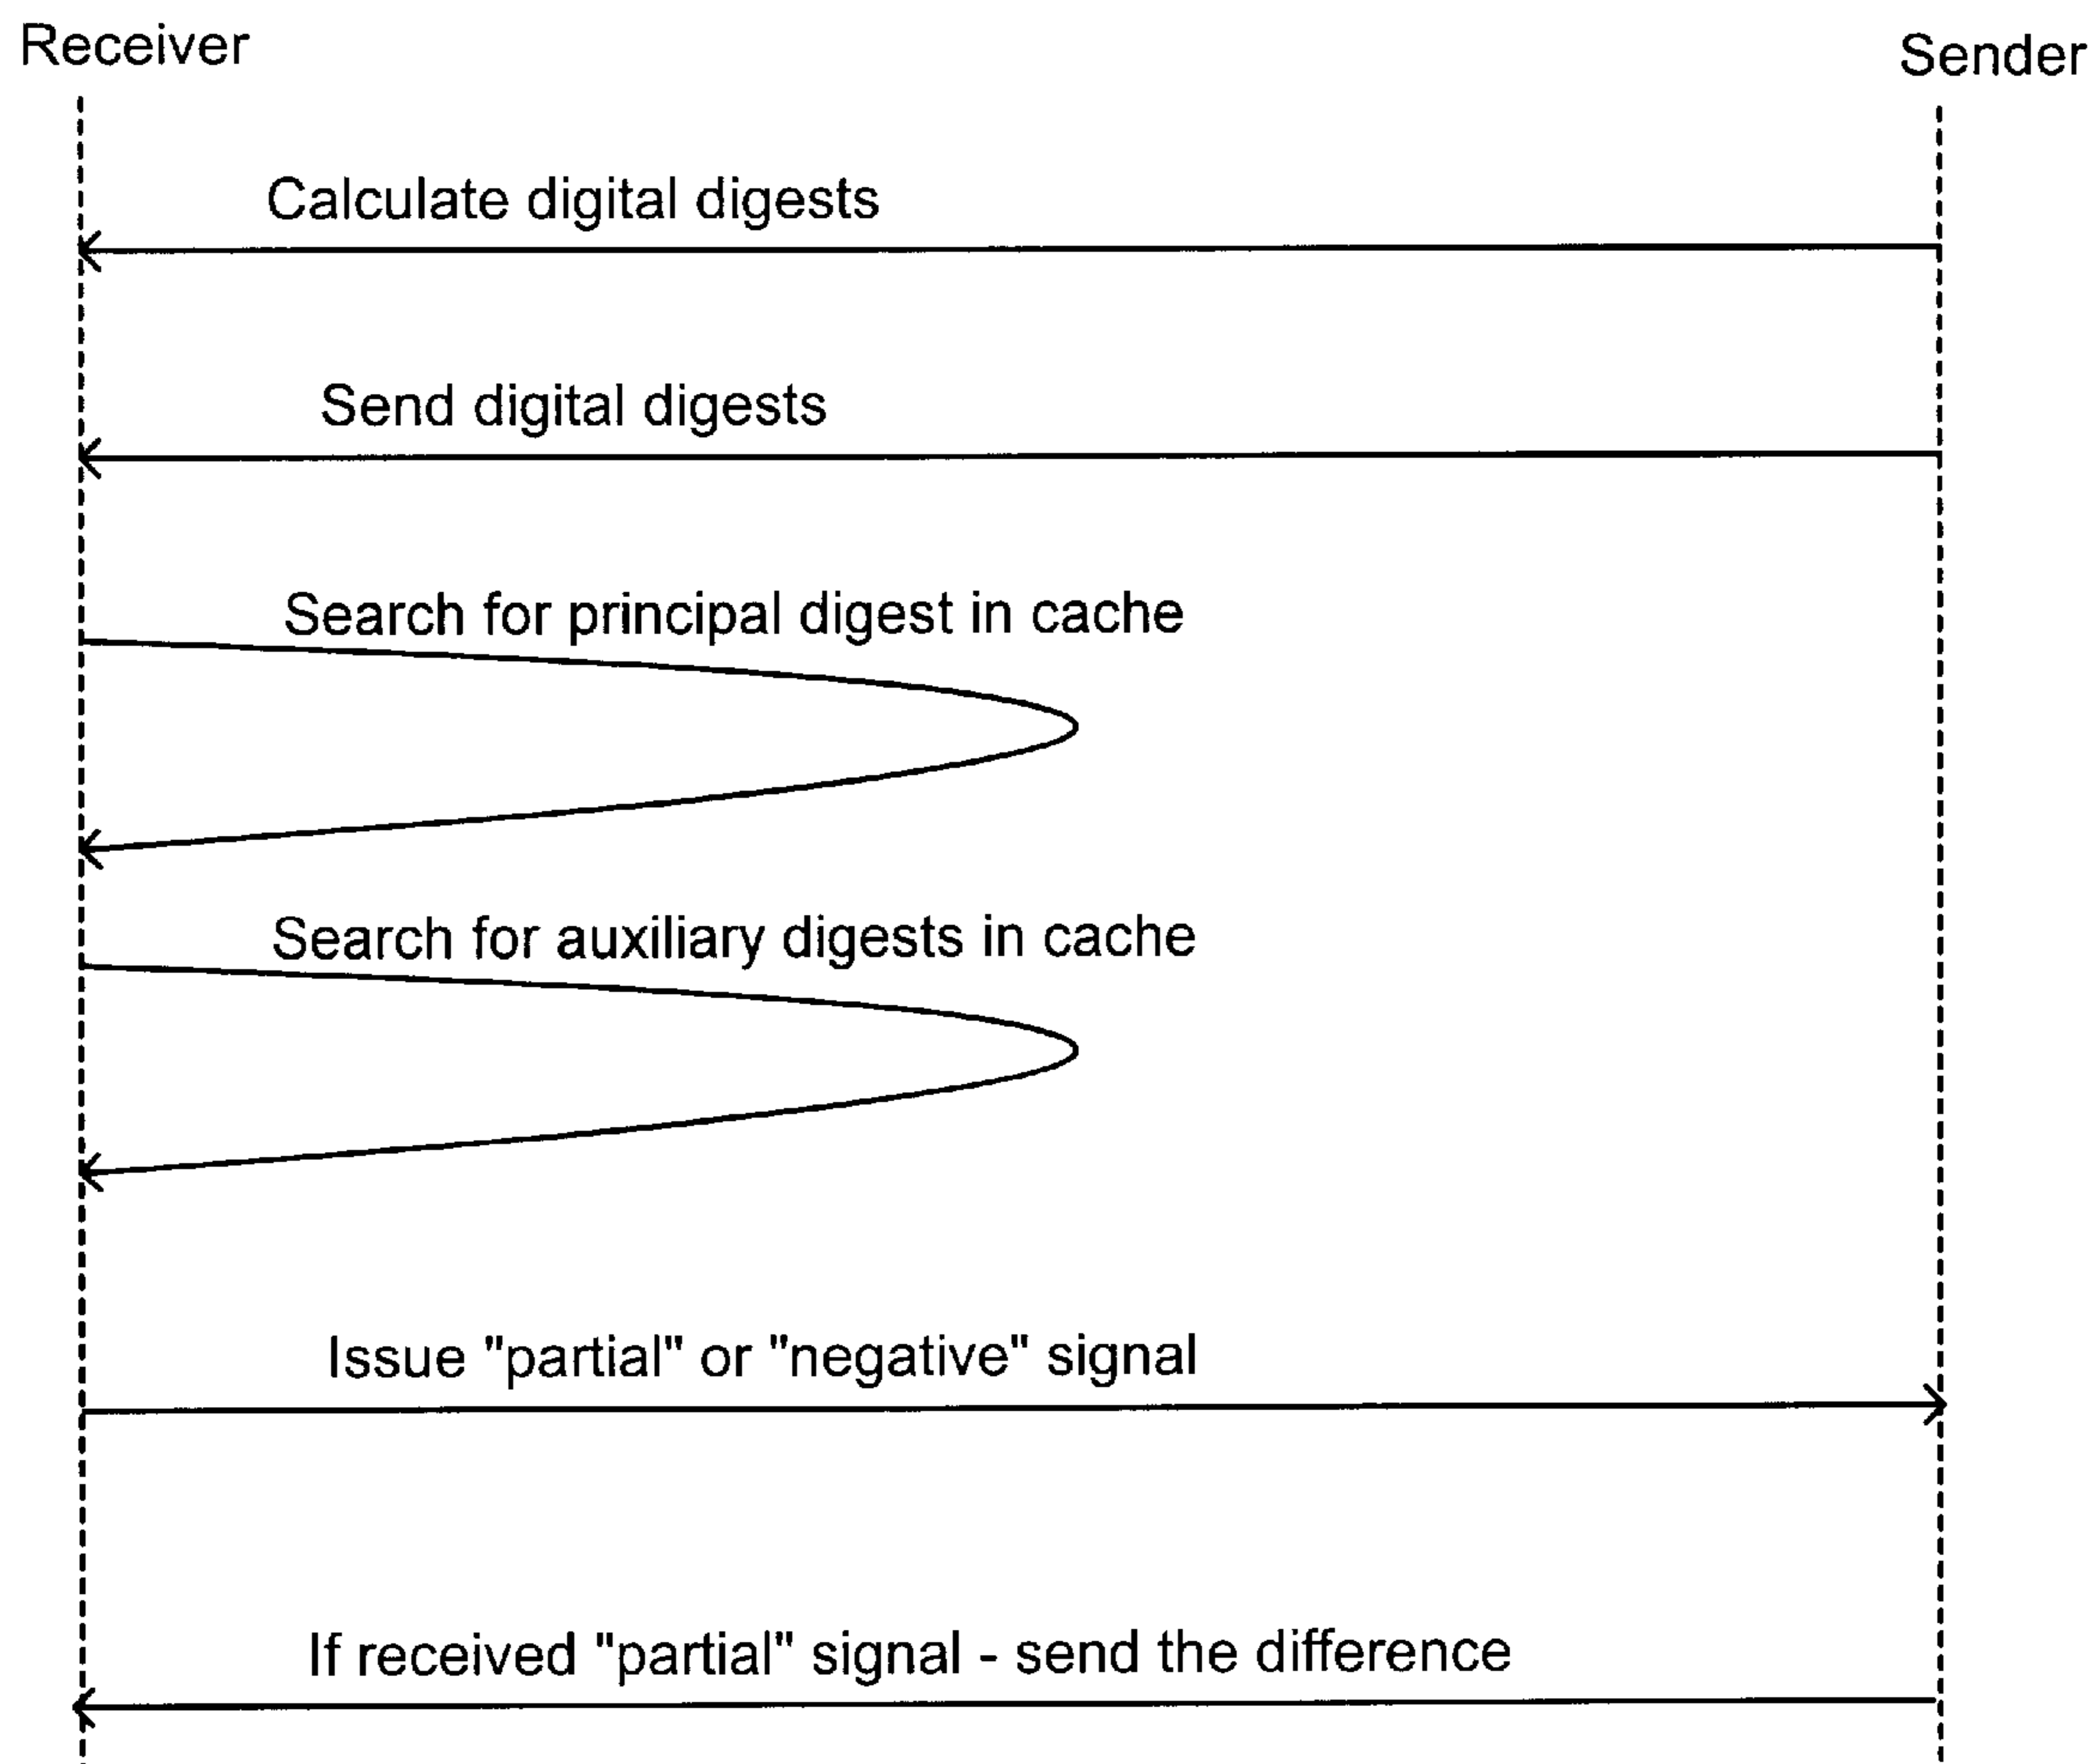 Receiver
Sender
Calculate digital digests
Send digital digests
Search for principal digest in cache
Search for auxiliary digests in cache
Issue "partial" or "negative" signal
If received "partial" signal - send the difference